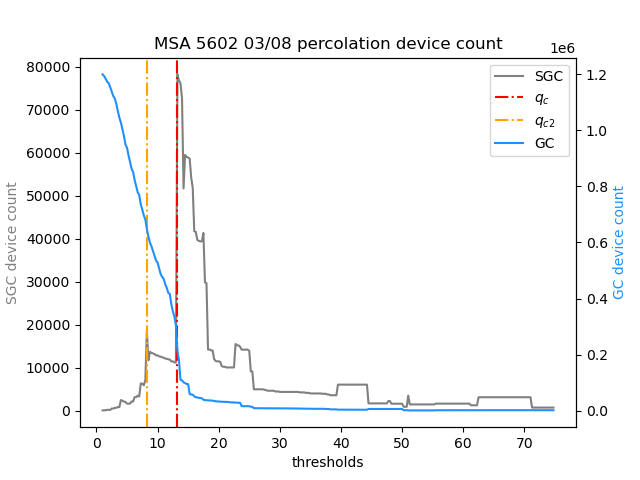 MSA 5602 03/08 percolation device count
1e6
80000
70000
60000
50000
40000
30000
20000
10000
0
SGC device count
1.2
1.0
0.8
0.6
0.4
0.2
0.0
GC device count
SGC
q_c
q_c2
GC
0 10 20 30 40 50 60 70
thresholds